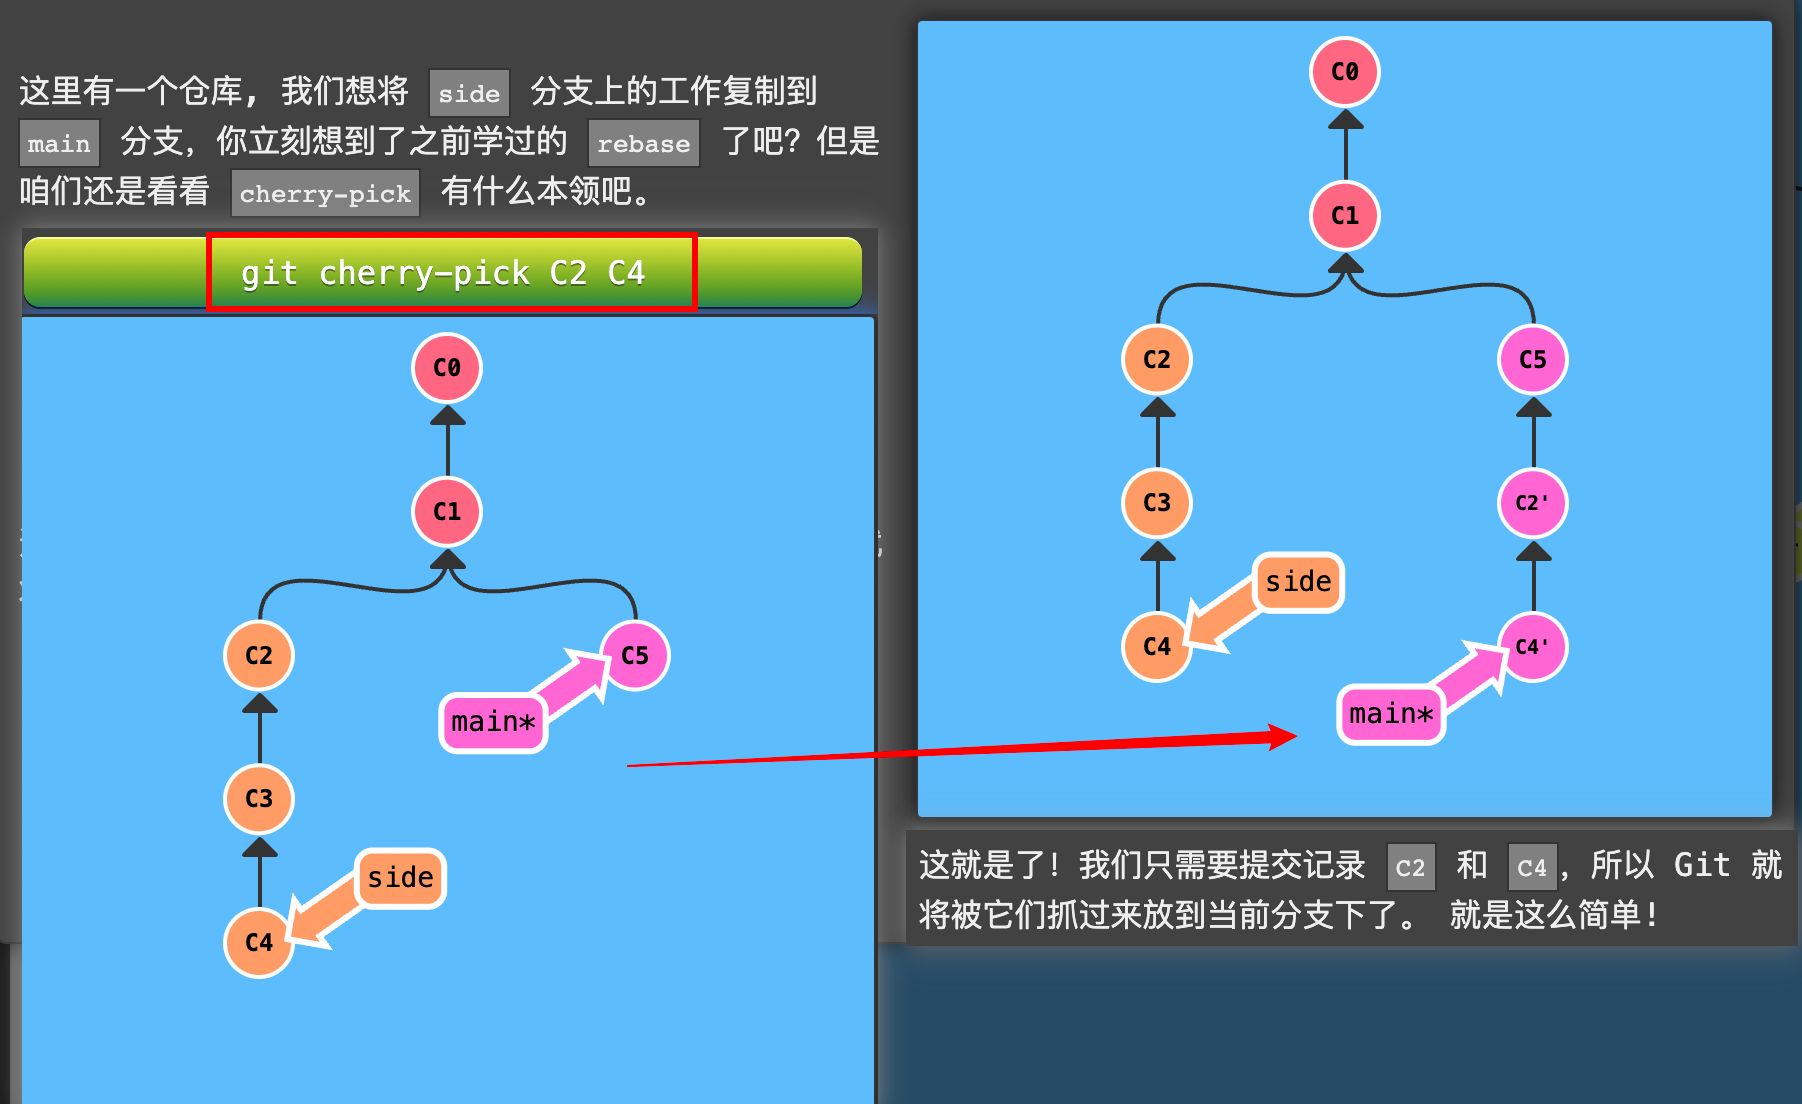 这里有一个仓库, 我们想将 side 分支上的工作复制到
main 分支, 你立刻想到了之前学过的 rebase 了吧? 但是
咱们还是看看 cherry-pick 有什么本领吧。
git cherry-pick C2 C4
C0
C1
C2
C5
main*
C3
side
C4
C0
C1
C2
C5
C3
C2'
side
C4
C4'
main*
这就是了! 我们只需要提交记录 C2 和 C4, 所以 Git 就
将被它们抓过来放到当前分支下了。 就是这么简单!